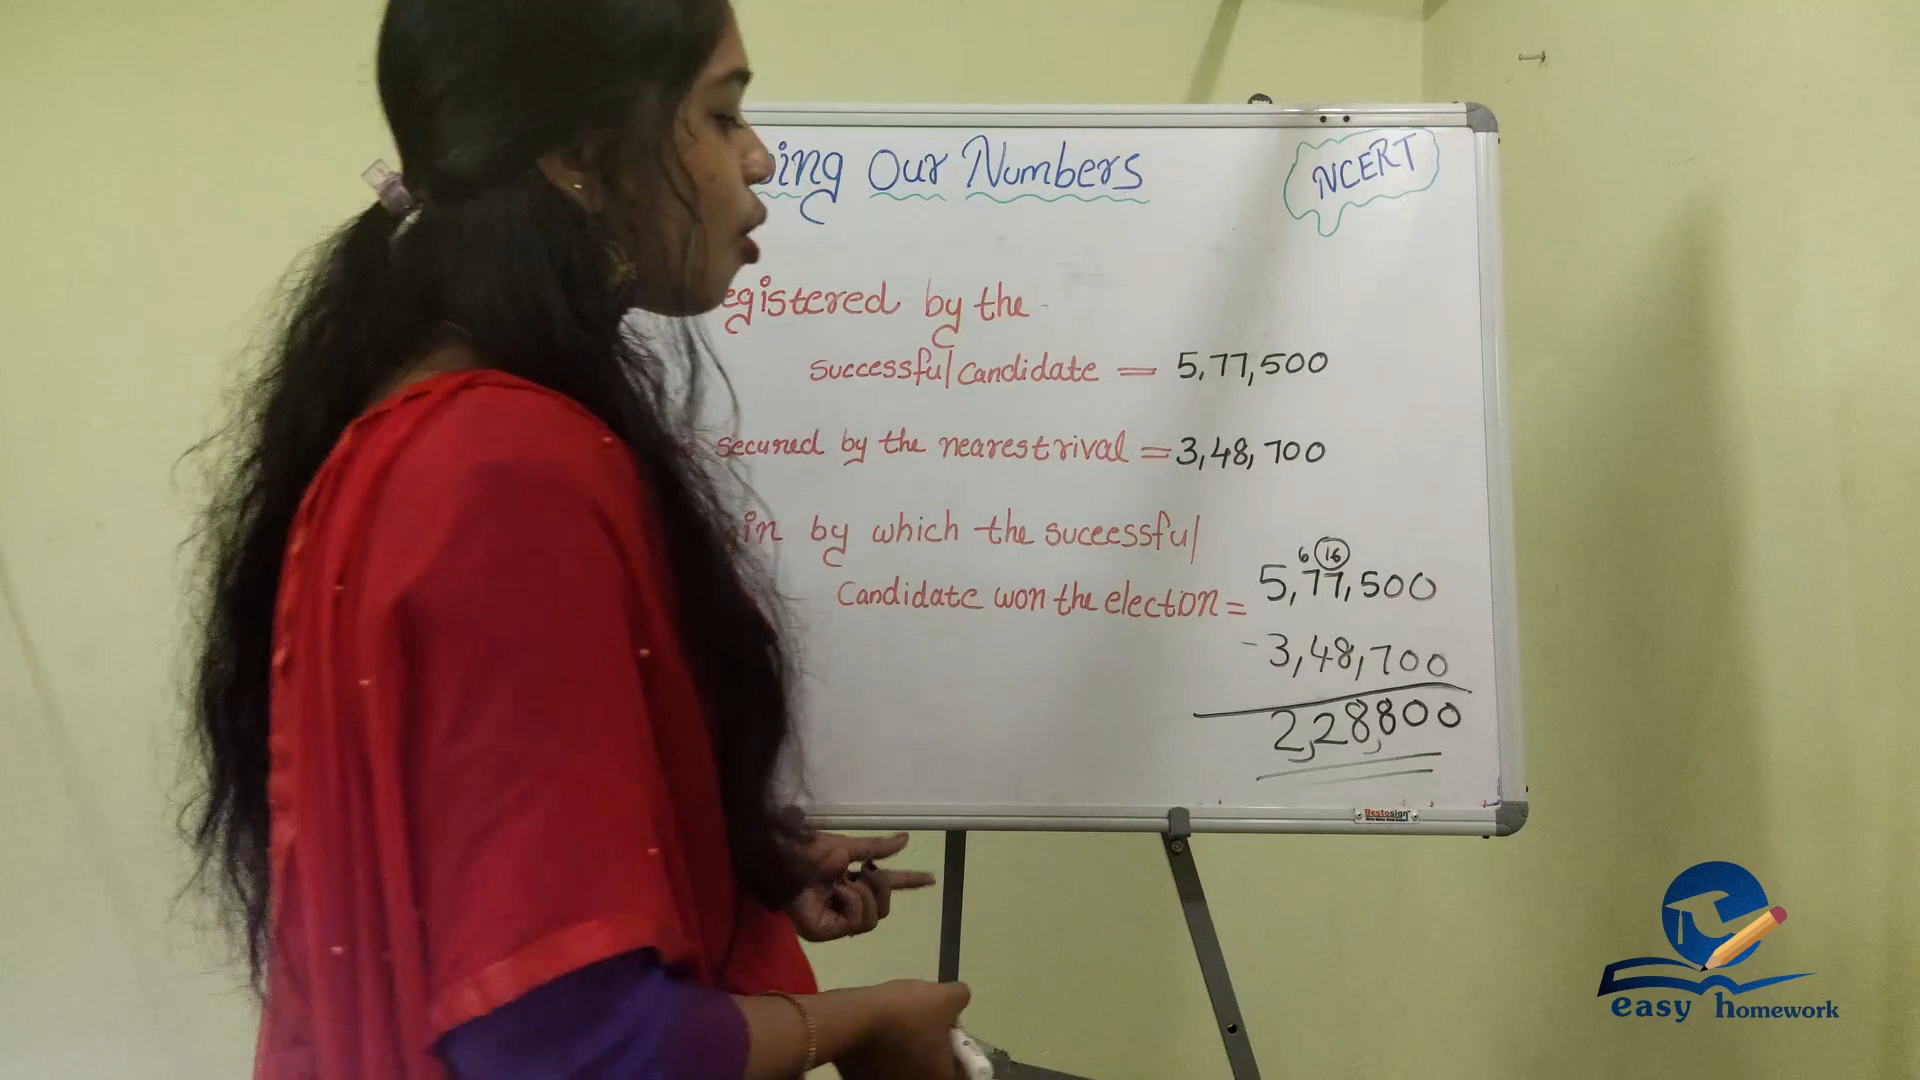 ing Our Numbers
NCERT
egistered by the -
successful candidate = 5,77,500
secured by the nearest rival = 3,48,700
in by which the successful
Candidate won the election =
6 16
5,77,500
- 3,48,700
2,28,800
Bestosign
easy homework